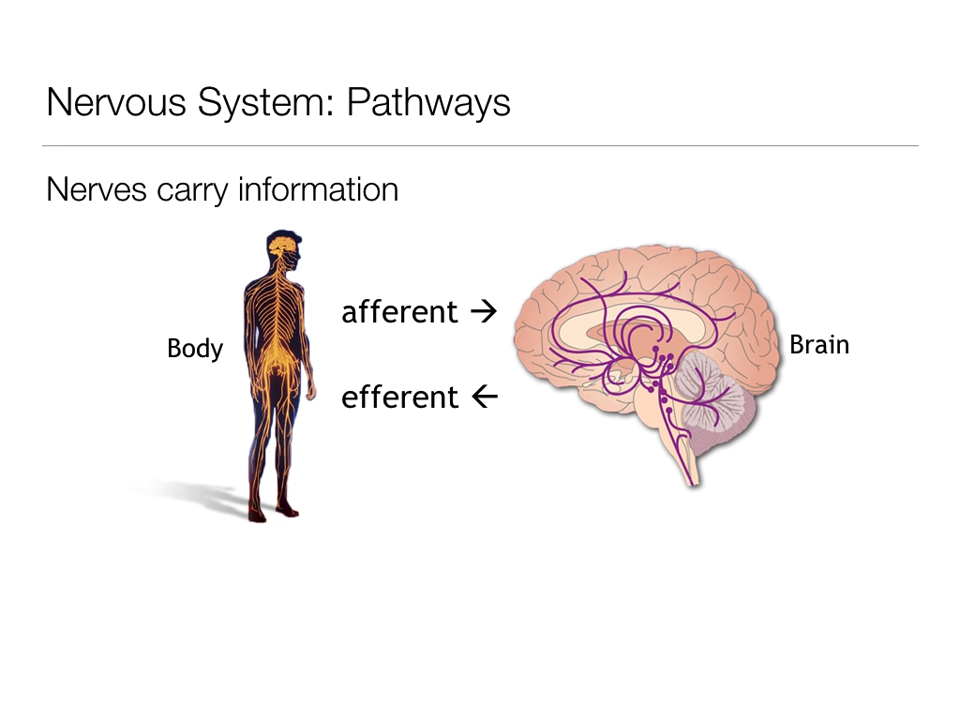 Nervous System: Pathways
Nerves carry information
afferent →
Body
Brain
efferent ←